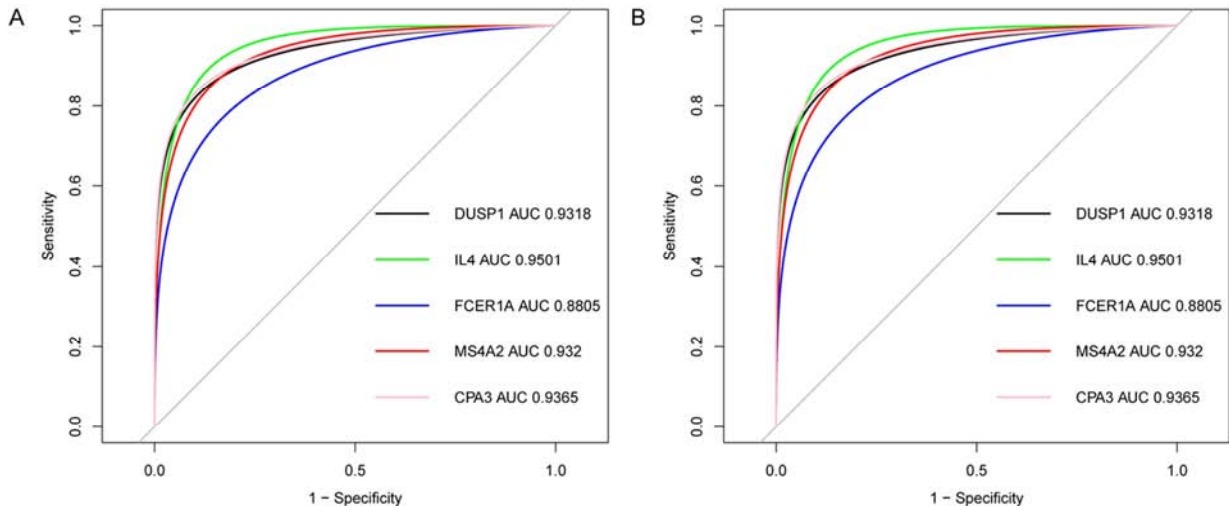 A
Sensitivity
1.0
0.8
0.6
0.4
0.2
0.0
DUSP1 AUC 0.9318
IL4 AUC 0.9501
FCER1A AUC 0.8805
MS4A2 AUC 0.932
CPA3 AUC 0.9365
0.0 0.5 1.0
1 − Specificity
B
Sensitivity
1.0
0.8
0.6
0.4
0.2
0.0
DUSP1 AUC 0.9318
IL4 AUC 0.9501
FCER1A AUC 0.8805
MS4A2 AUC 0.932
CPA3 AUC 0.9365
0.0 0.5 1.0
1 − Specificity